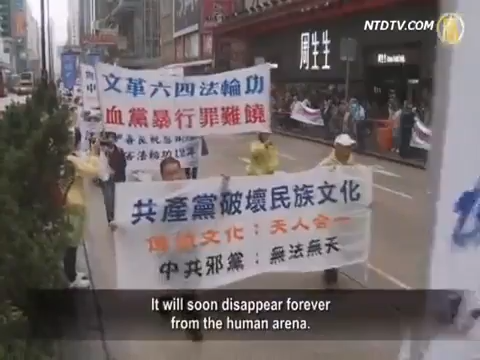 NTDTV.COM
周生生
文革六四法輪功
血黨暴行罪難饒
共產黨破壞民族文化
傳統文化：天人合一
中共邪黨：無法無天
It will soon disappear forever
from the human arena.